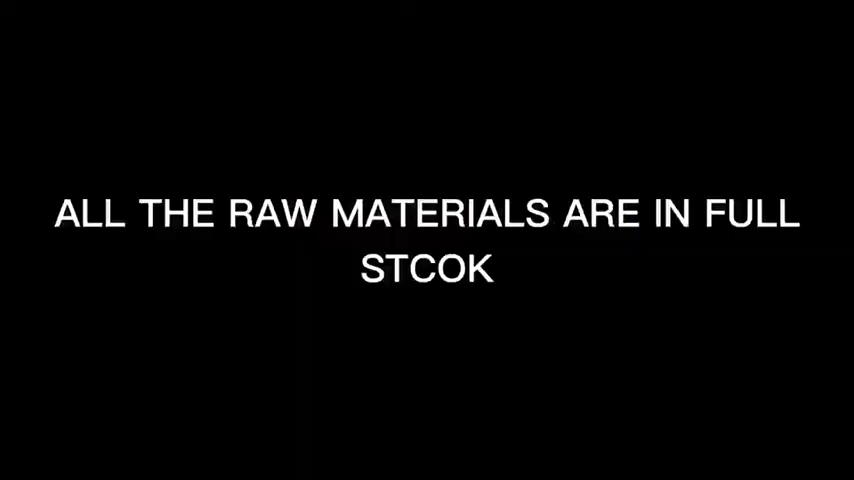 ALL THE RAW MATERIALS ARE IN FULL
STCOK